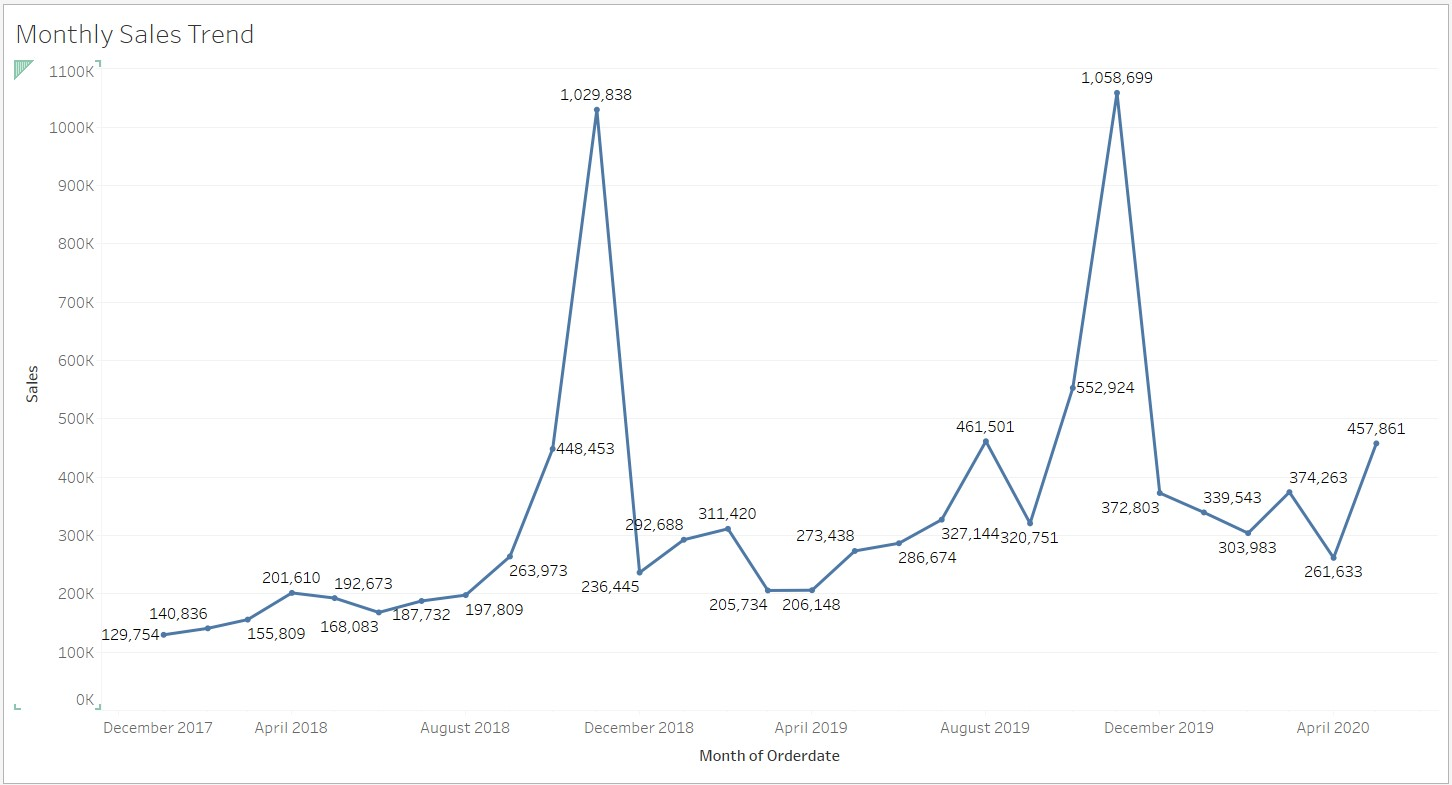 Monthly Sales Trend
1100K
1000K
900K
800K
700K
600K
500K
400K
300K
200K
100K
0K
Sales
129,754
140,836
155,809
201,610
192,673
168,083
187,732
197,809
263,973
448,453
1,029,838
236,445
292,688
311,420
205,734
206,148
273,438
286,674
327,144
461,501
320,751
552,924
1,058,699
372,803
339,543
303,983
374,263
261,633
457,861
December 2017 April 2018 August 2018 December 2018 April 2019 August 2019 December 2019 April 2020
Month of Orderdate